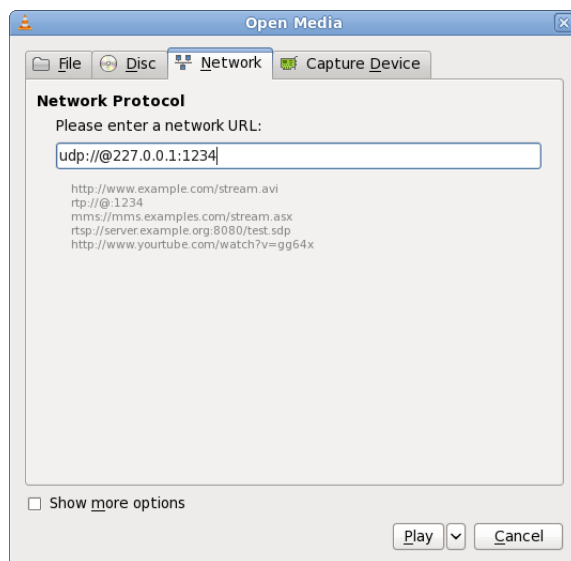 Open Media
File Disc Network Capture Device
Network Protocol
Please enter a network URL:
udp://@227.0.0.1:1234
http://www.example.com/stream.avi
rtp://@:1234
mms://mms.examples.com/stream.asx
rtsp://server.example.org:8080/test.sdp
http://www.yourtube.com/watch?v=gg64x
Show more options
Play Cancel